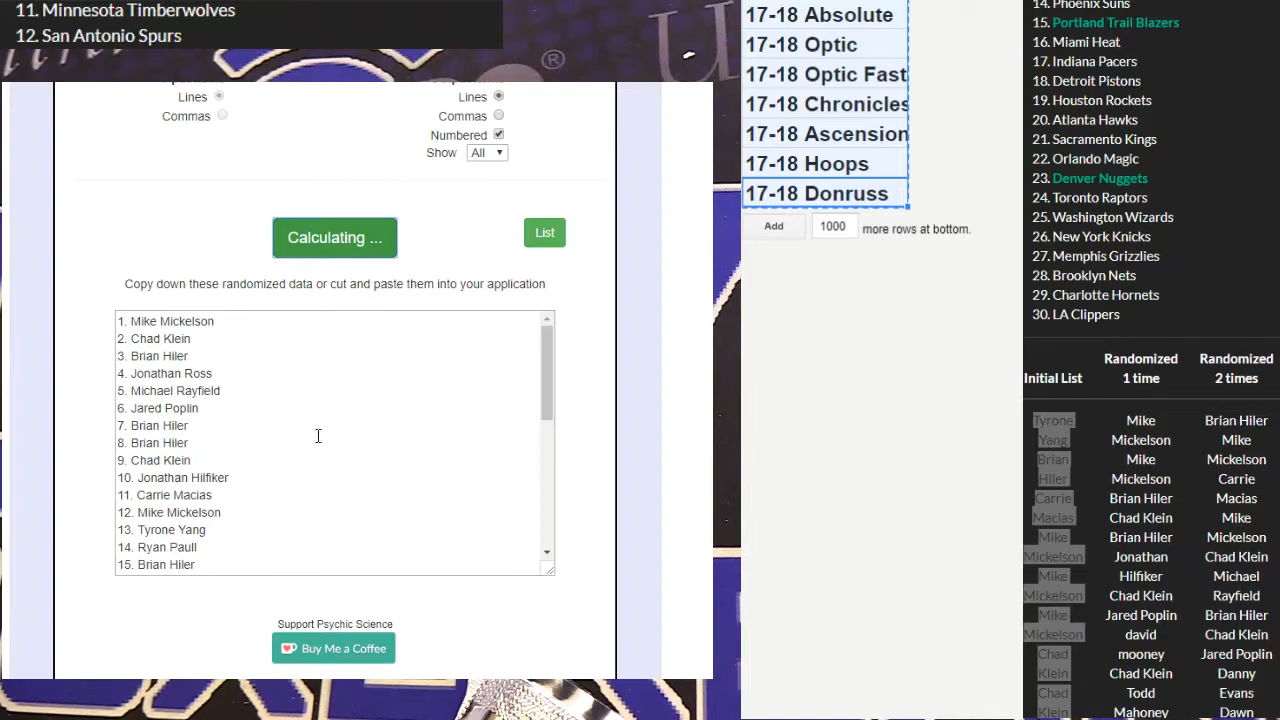 11. Minnesota Timberwolves
12. San Antonio Spurs
Lines
Commas
Lines
Commas
Numbered
Show All
Calculating ...
List
Copy down these randomized data or cut and paste them into your application
1. Mike Mickelson
2. Chad Klein
3. Brian Hiler
4. Jonathan Ross
5. Michael Rayfield
6. Jared Poplin
7. Brian Hiler
8. Brian Hiler
9. Chad Klein
10. Jonathan Hilfiker
11. Carrie Macias
12. Mike Mickelson
13. Tyrone Yang
14. Ryan Paull
15. Brian Hiler
Support Psychic Science
Buy Me a Coffee
17-18 Absolute
17-18 Optic
17-18 Optic Fast
17-18 Chronicles
17-18 Ascension
17-18 Hoops
17-18 Donruss
Add 1000 more rows at bottom.
14. Phoenix Suns
15. Portland Trail Blazers
16. Miami Heat
17. Indiana Pacers
18. Detroit Pistons
19. Houston Rockets
20. Atlanta Hawks
21. Sacramento Kings
22. Orlando Magic
23. Denver Nuggets
24. Toronto Raptors
25. Washington Wizards
26. New York Knicks
27. Memphis Grizzlies
28. Brooklyn Nets
29. Charlotte Hornets
30. LA Clippers
Initial List
Randomized
1 time
Randomized
2 times
Tyrone Mike Brian Hiler
Yang Mickelson Mike
Brian Mike Mickelson
Hiler Mickelson Carrie
Carrie Brian Hiler Macias
Macias Chad Klein Mike
Mike Brian Hiler Mickelson
Mickelson Jonathan Chad Klein
Mike Hilfiker Michael
Mickelson Chad Klein Rayfield
Mike Jared Poplin Brian Hiler
Mickelson david Chad Klein
Chad mooney Jared Poplin
Klein Chad Klein Danny
Chad Todd Evans
Klein Mahoney Dawn